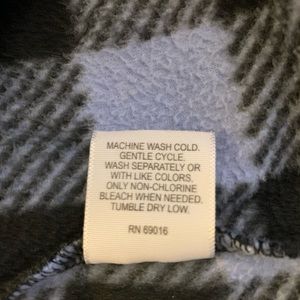 MACHINE WASH COLD.
GENTLE CYCLE.
WASH SEPARATELY OR
WITH LIKE COLORS.
ONLY NON-CHLORINE
BLEACH WHEN NEEDED.
TUMBLE DRY LOW.
RN 69016